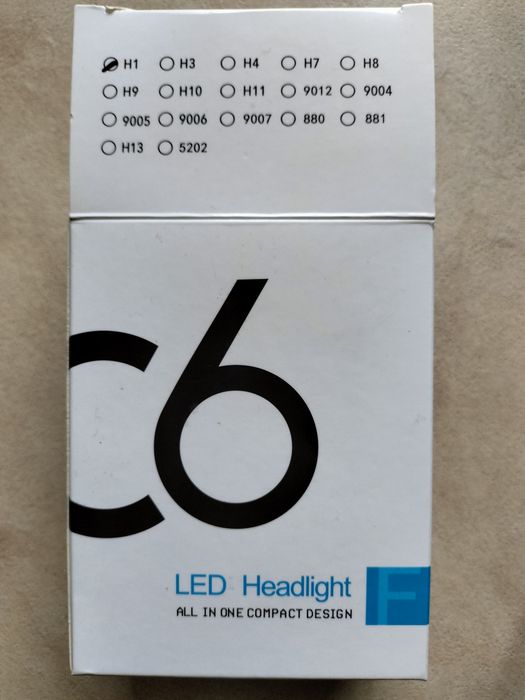 H1 H3 H4 H7 H8
H9 H10 H11 9012 9004
9005 9006 9007 880 881
H13 5202
C6
LED Headlight
ALL IN ONE COMPACT DESIGN
F